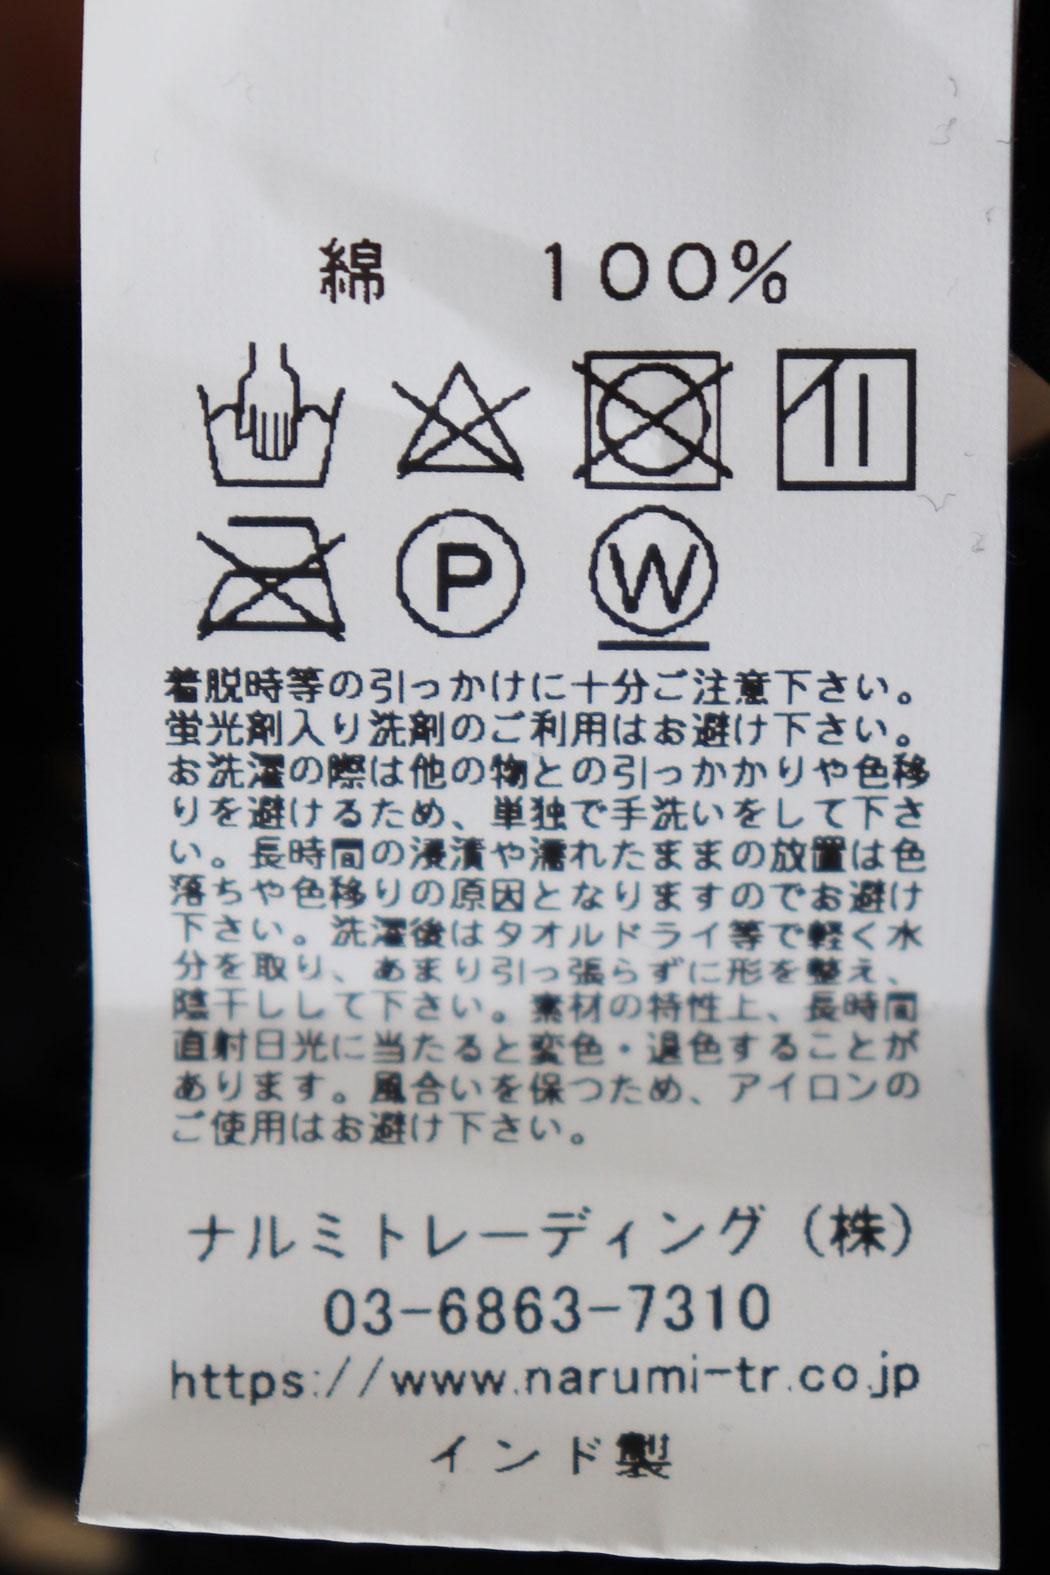 綿 100%
P W
着脱時等の引っかけに十分ご注意下さい。
蛍光剤入り洗剤のご利用はお避け下さい。
お洗濯の際は他の物との引っかかりや色移
りを避けるため、単独で手洗いをして下さ
い。長時間の浸漬や濡れたままの放置は色
落ちや色移りの原因となりますのでお避け
下さい。洗濯後はタオルドライ等で軽く水
分を取り、あまり引っ張らずに形を整え、
陰干しして下さい。素材の特性上、長時間
直射日光に当たると変色・退色することが
あります。風合いを保つため、アイロンの
ご使用はお避け下さい。
ナルミトレーディング(株)
03-6863-7310
https://www.narumi-tr.co.jp
インド製